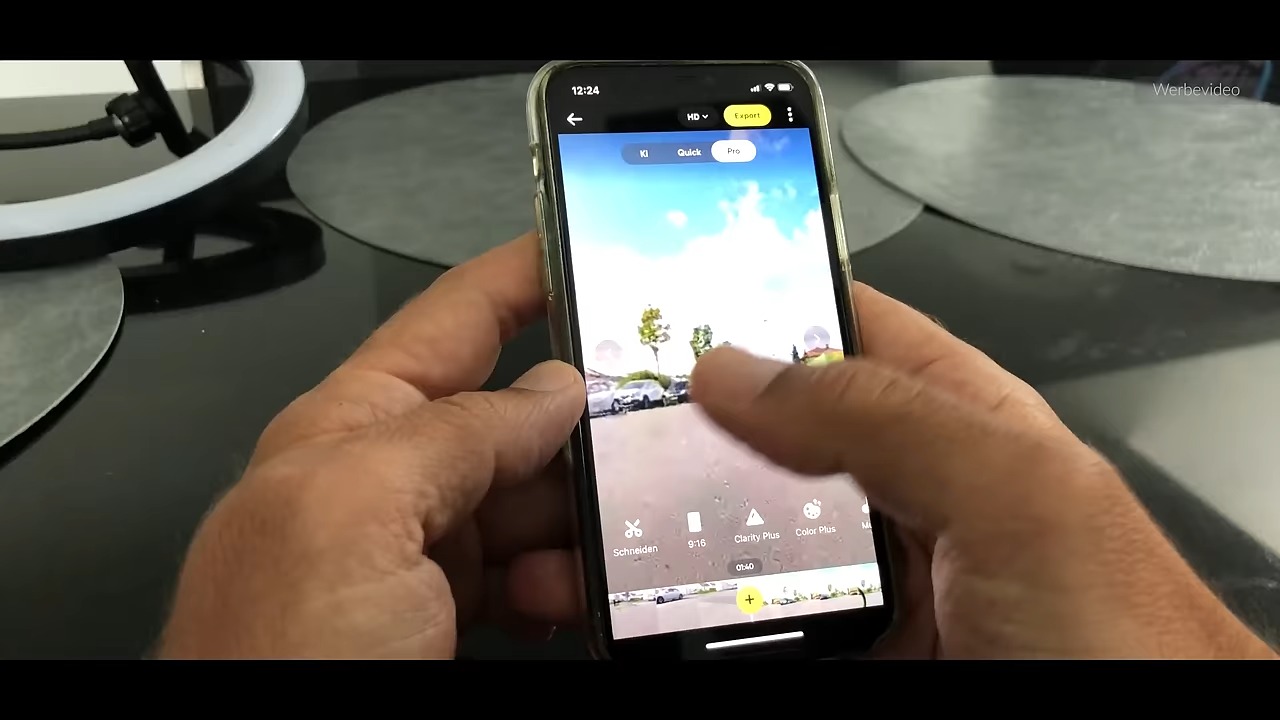 12:24
Werbevideo
HD
Export
KI
Quick
Pro
Schneiden
9:16
Clarity Plus
Color Plus
01:40